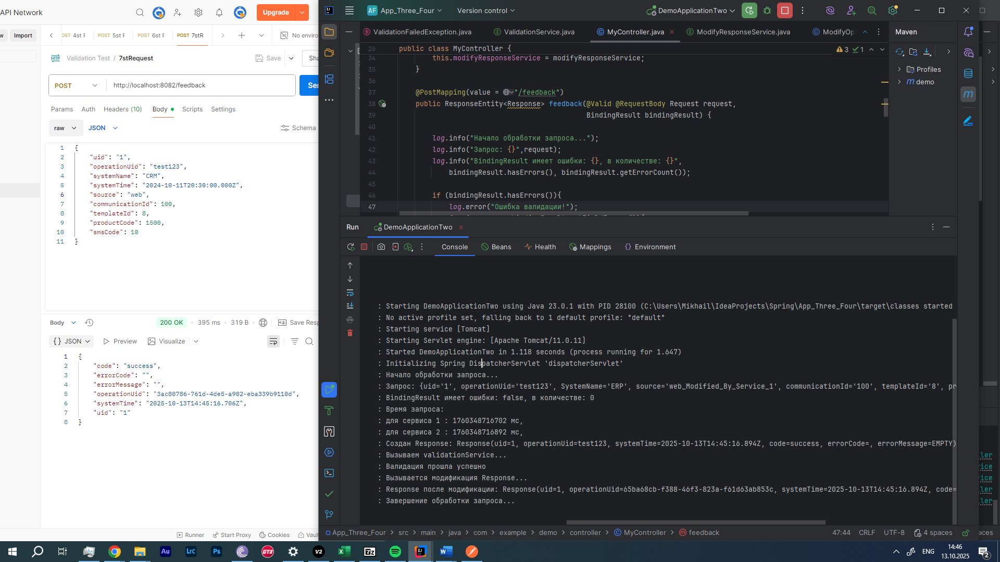 API Network
Upgrade
w
Import
POST 5st F
POST 6st F
POST 7stR
No enviro
HTTP Validation Test / 7stRequest
Save
Sha
POST
http://localhost:8082/feedback
Sen
Params Auth Headers (10) Body Scripts Settings
raw JSON
Schema
1 {
2 "uid": "1",
3 "operationUid": "test123",
4 "systemName": "CRM",
5 "systemTime": "2024-10-11T20:30:00.000Z",
6 "source": "web",
7 "communicationId": 100,
8 "templateId": 8,
9 "productCode": 1500,
10 "smsCode": 10
11 }
Body
200 OK • 395 ms • 319 B
Save Resp
{} JSON
Preview
Visualize
1 {
2 "code": "success",
3 "errorCode": "",
4 "errorMessage": "",
5 "operationUid": "3ac80786-761d-4de5-a902-eba339b9110d",
6 "systemTime": "2025-10-13T14:45:16.706Z",
7 "uid": "1"
8 }
Runner Start Proxy Cookies Vaul
AF App_Three_Four Version control
DemoApplicationTwo
ValidationFailedException.java
ValidationService.java
MyController.java
ModifyResponseService.java
ModifyOp
26 public class MyController {
3 1
34 this.modifyResponseService = modifyResponseService;
35 }
36
37 @PostMapping(value = "/feedback")
38 public ResponseEntity<Response> feedback(@Valid @RequestBody Request request,
39 BindingResult bindingResult) {
40
41 log.info("Начало обработки запроса...");
42 log.info("Запрос: {}",request);
43 log.info("BindingResult имеет ошибки: {}, в количестве: {}",
44 bindingResult.hasErrors(), bindingResult.getErrorCount());
45
46 if (bindingResult.hasErrors()){
47 log.error("Ошибка валидации!");
Maven
Profiles
demo
Run
DemoApplicationTwo
Console Beans Health Mappings Environment
: Starting DemoApplicationTwo using Java 23.0.1 with PID 28100 (C:\Users\Mikhail\IdeaProjects\Spring\App_Three_Four\target\classes started
: No active profile set, falling back to 1 default profile: "default"
: Starting service [Tomcat]
: Starting Servlet engine: [Apache Tomcat/11.0.11]
: Started DemoApplicationTwo in 1.118 seconds (process running for 1.647)
: Initializing Spring DispatcherServlet 'dispatcherServlet'
: Начало обработки запроса...
: Запрос: {uid='1', operationUid='test123', SystemName='ERP', source='web_Modified_By_Service_1', communicationId='100', templateId='8', pr
: BindingResult имеет ошибки: false, в количестве: 0
: Время запроса:
: для сервиса 1 : 1760348716702 мс,
: для сервиса 2 : 1760348716892 мс,
: Создан Response: Response(uid=1, operationUid=test123, systemTime=2025-10-13T14:45:16.894Z, code=success, errorCode=, errorMessage=EMPTY)
: Вызываем validationService...
: Валидация прошла успешно
: Вызывается модификация Response...
: Response после модификации: Response(uid=1, operationUid=65ba68cb-f388-46f3-823a-f61d63ab853c, systemTime=2025-10-13T14:45:16.894Z, code=
: Завершение обработки запроса...
ller
vice
vice
ller
ller
App_Three_Four > src > main > java > com > example > demo > controller > MyController > feedback
47:44 CRLF UTF-8 4 spaces
aces
Au Lrc Ps GT3 V2 7z
ENG
14:46
13.10.2025
2